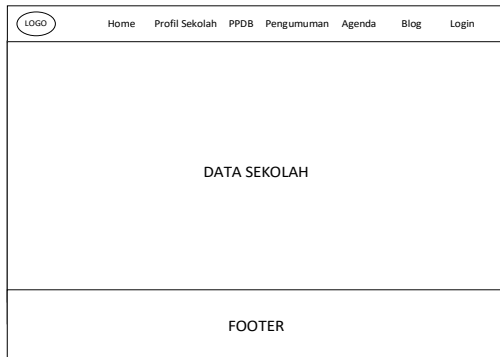 LOGO Home Profil Sekolah PPDB Pengumuman Agenda Blog Login
DATA SEKOLAH
FOOTER